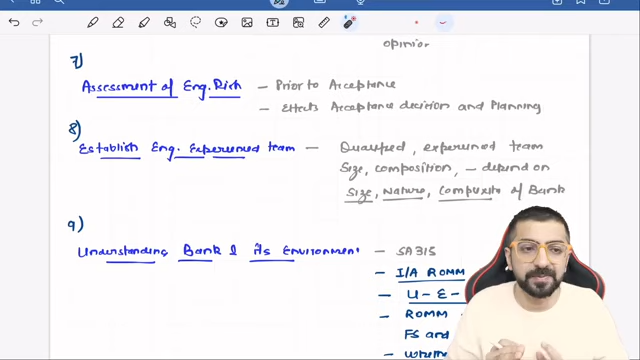 opinion
7)
Assessment of Eng. Risk - Prior to Acceptance
- Effects Acceptance decision and Planning
8)
Establish Eng. Experienced team - Qualified, experienced team
Size, composition, - depend on
Size, Nature, Complexity of Bank
9)
Understanding Bank & its Environment - SA315
- I/A ROMM
- U - E -
- ROMM
FS and
- Whethe